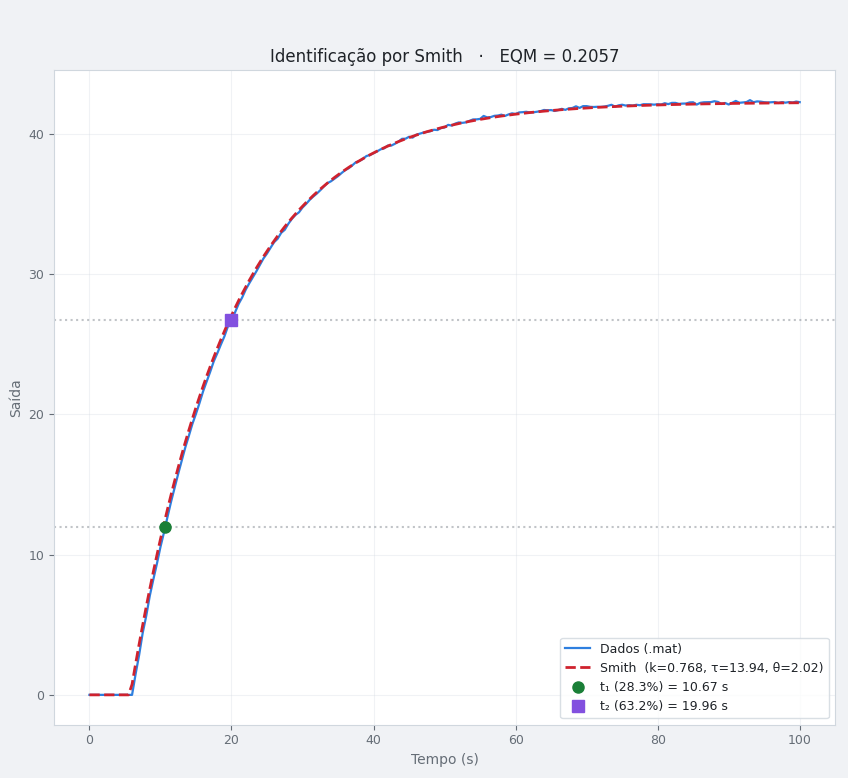 Identificação por Smith · EQM = 0.2057
Saída
40
30
20
10
0
0 20 40 60 80 100
Tempo (s)
Dados (.mat)
Smith (k=0.768, τ=13.94, θ=2.02)
t₁ (28.3%) = 10.67 s
t₂ (63.2%) = 19.96 s